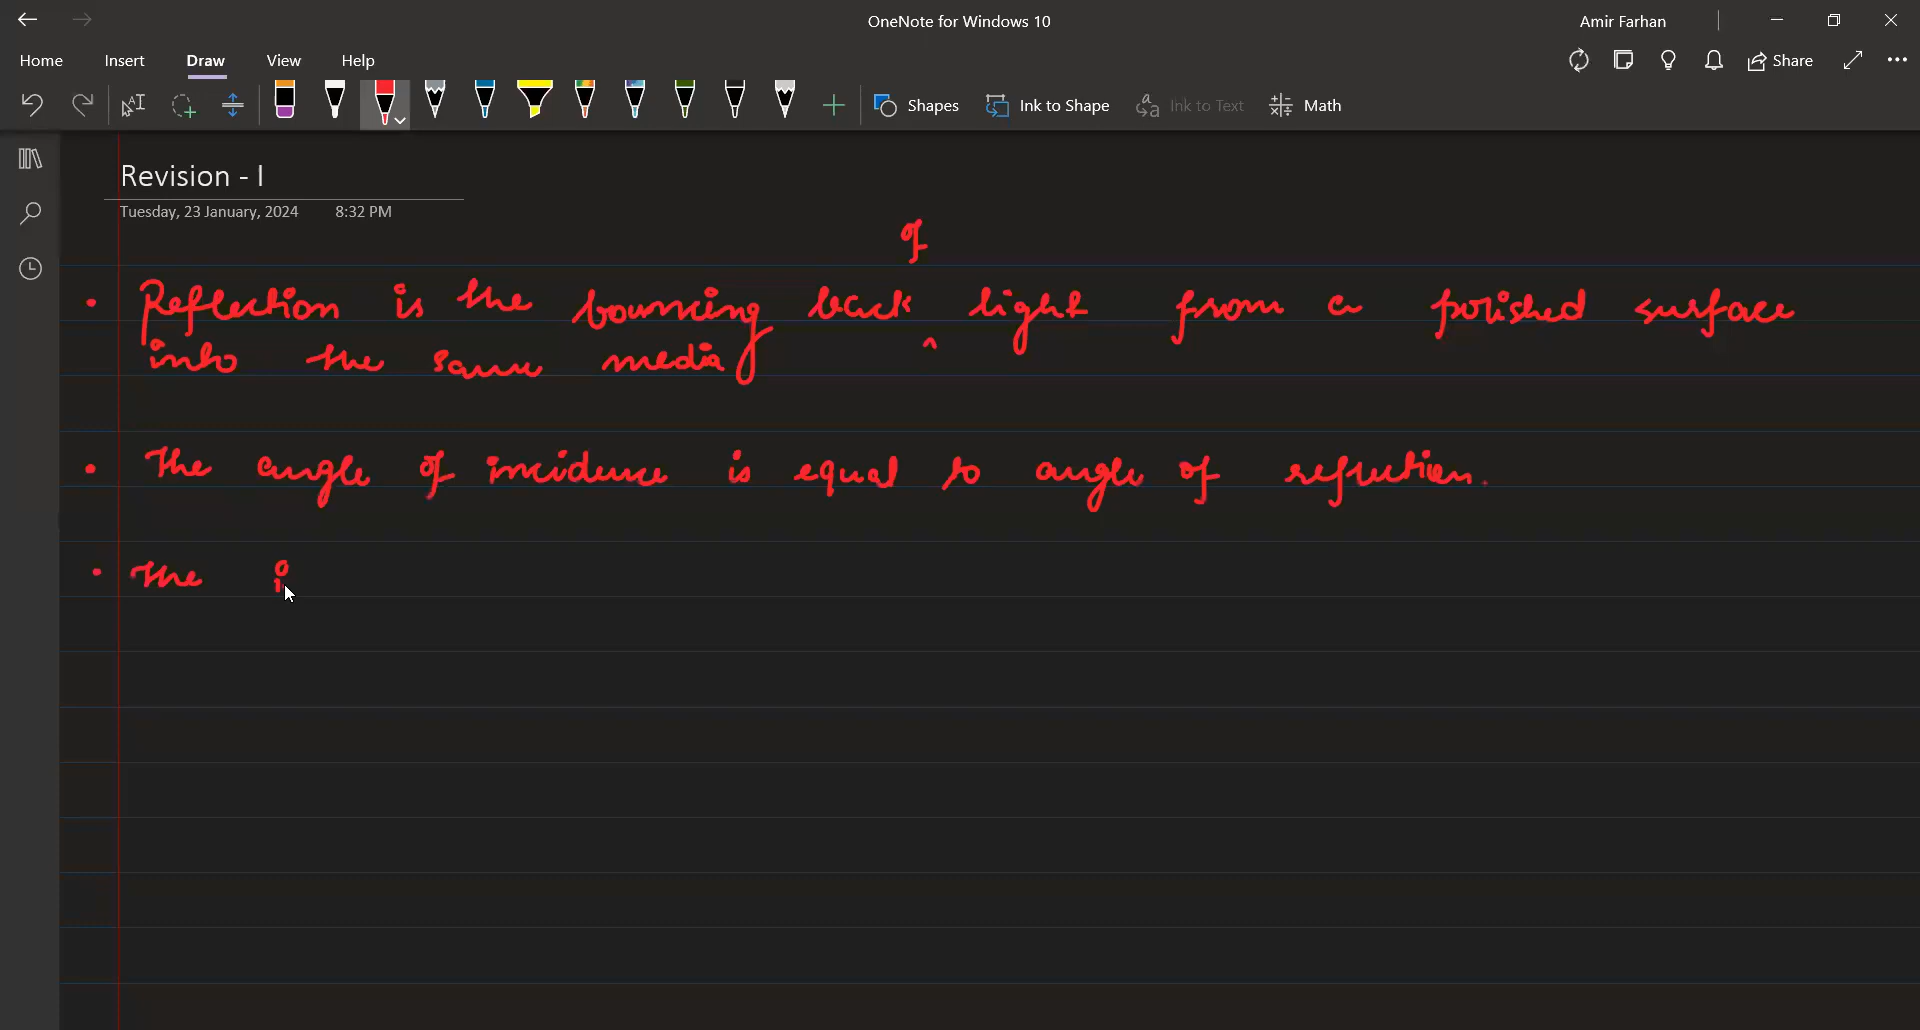 OneNote for Windows 10
Amir Farhan
Home Insert Draw View Help
Share
Shapes Ink to Shape Ink to Text Math
Revision - I
Tuesday, 23 January, 2024 8:32 PM
of
• Reflection is the bouncing back ^ light from a polished surface
into the same media
• The angle of incidence is equal to angle of reflection.
• The i